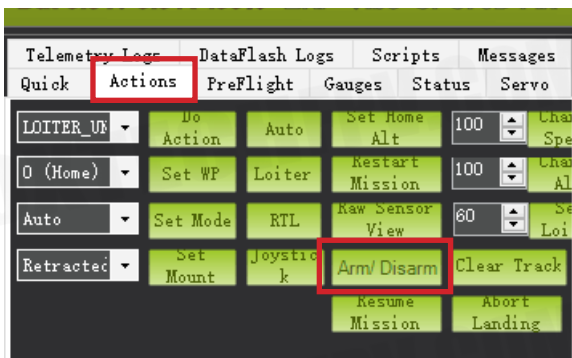 Telemetry Logs DataFlash Logs Scripts Messages
Quick Actions PreFlight Gauges Status Servo
LOITER_UN Do Action Auto Set Home Alt 100
0 (Home) Set WP Loiter Restart Mission 100
Auto Set Mode RTL Raw Sensor View 60
Retracted Set Mount Joystick Arm/ Disarm Clear Track
Resume Mission Abort Landing